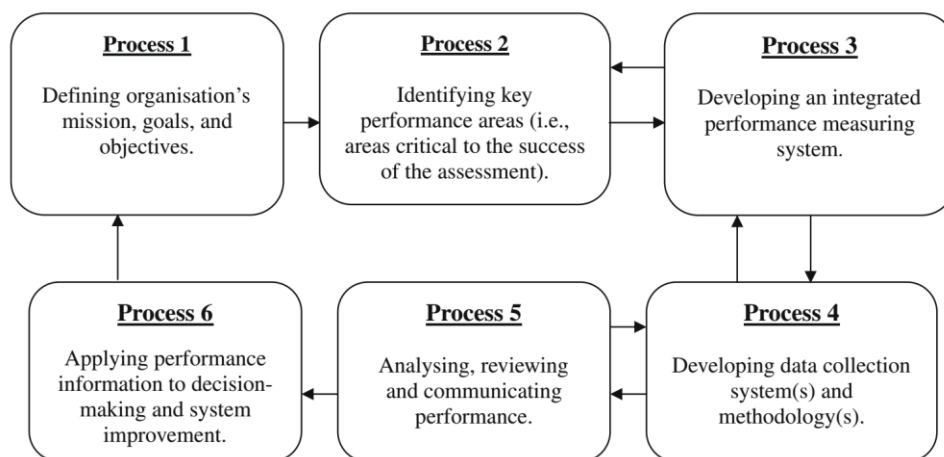 Process 1
Defining organisation's
mission, goals, and
objectives.
Process 2
Identifying key
performance areas (i.e.,
areas critical to the success
of the assessment).
Process 3
Developing an integrated
performance measuring
system.
Process 6
Applying performance
information to decision-
making and system
improvement.
Process 5
Analysing, reviewing
and communicating
performance.
Process 4
Developing data collection
system(s) and
methodology(s).